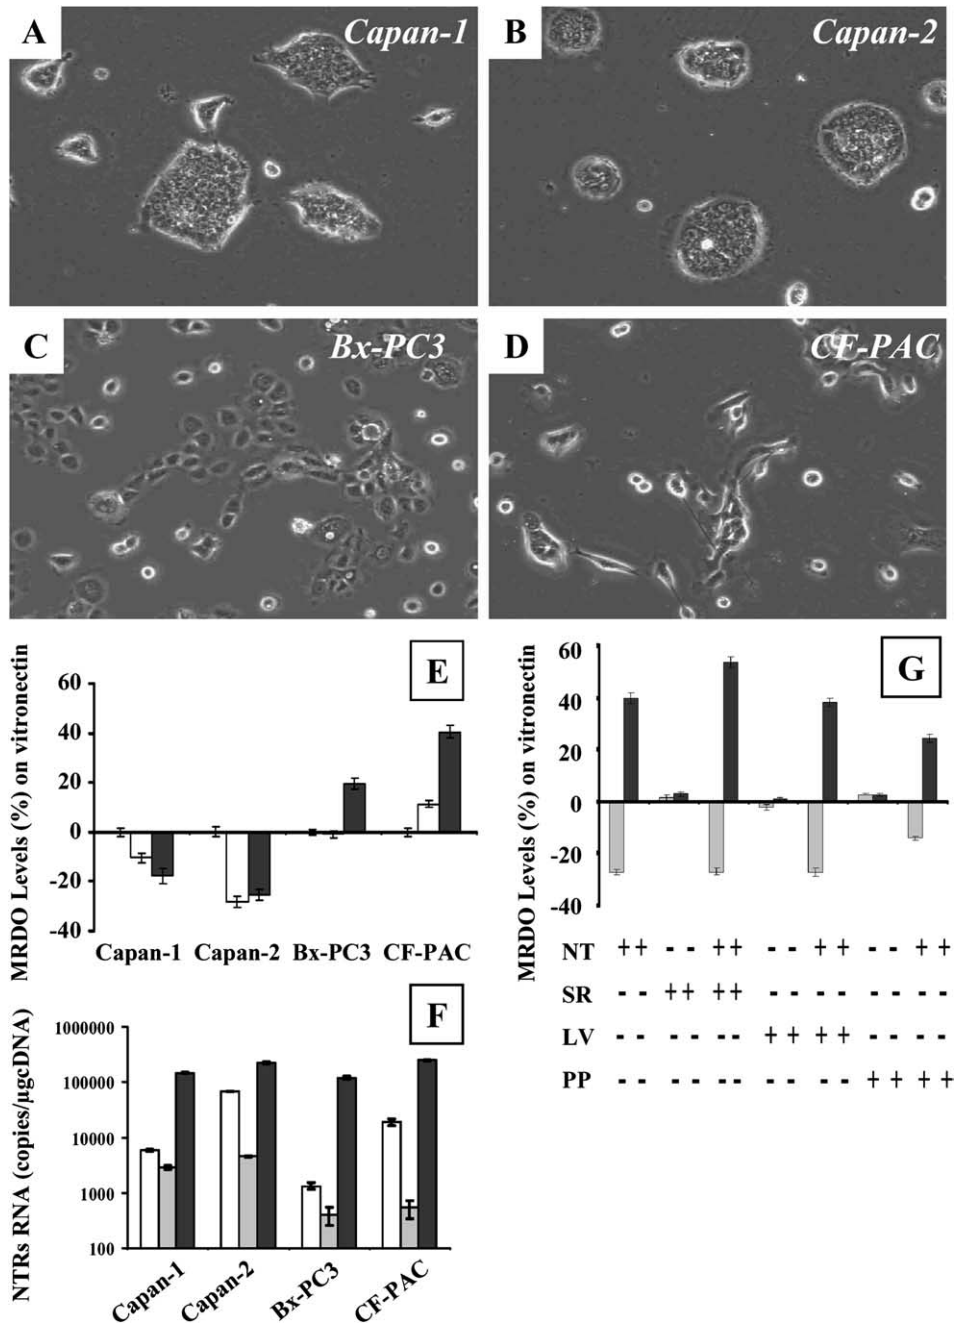 A
Capan-1
B
Capan-2
C
Bx-PC3
D
CF-PAC
E
MRDO Levels (%) on vitronectin
60
40
20
0
-20
-40
Capan-1 Capan-2 Bx-PC3 CF-PAC
F
NTRs RNA (copies/µgcDNA)
1000000
100000
10000
1000
100
Capan-1
Capan-2
Bx-PC3
CF-PAC
G
MRDO Levels (%) on vitronectin
60
40
20
0
-20
-40
NT ++ -- ++ - - + + - - + +
SR -- ++ ++ - - - - - - - -
LV -- -- -- + + + + - - - -
PP -- -- -- - - - - + + + +